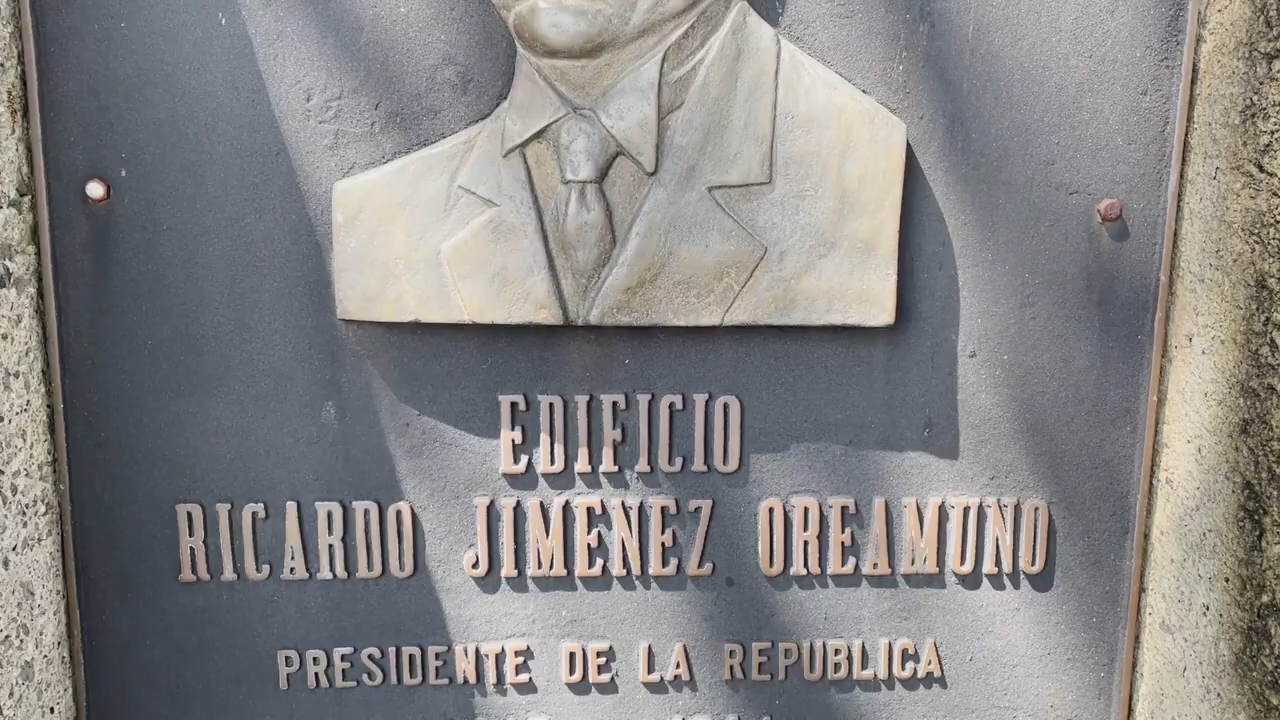 EDIFICIO
RICARDO JIMENEZ OREAMUNO
PRESIDENTE DE LA REPUBLICA